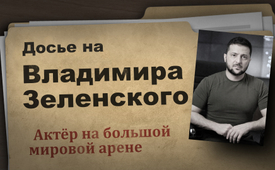 Досье на
Владимира
Зеленского
Актёр на большой
мировой арене